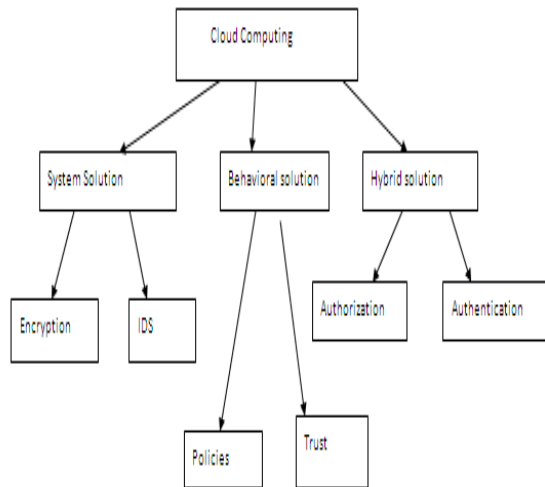 Cloud Computing
System Solution
Behavioral solution
Hybrid solution
Encryption
IDS
Authorization
Authentication
Policies
Trust